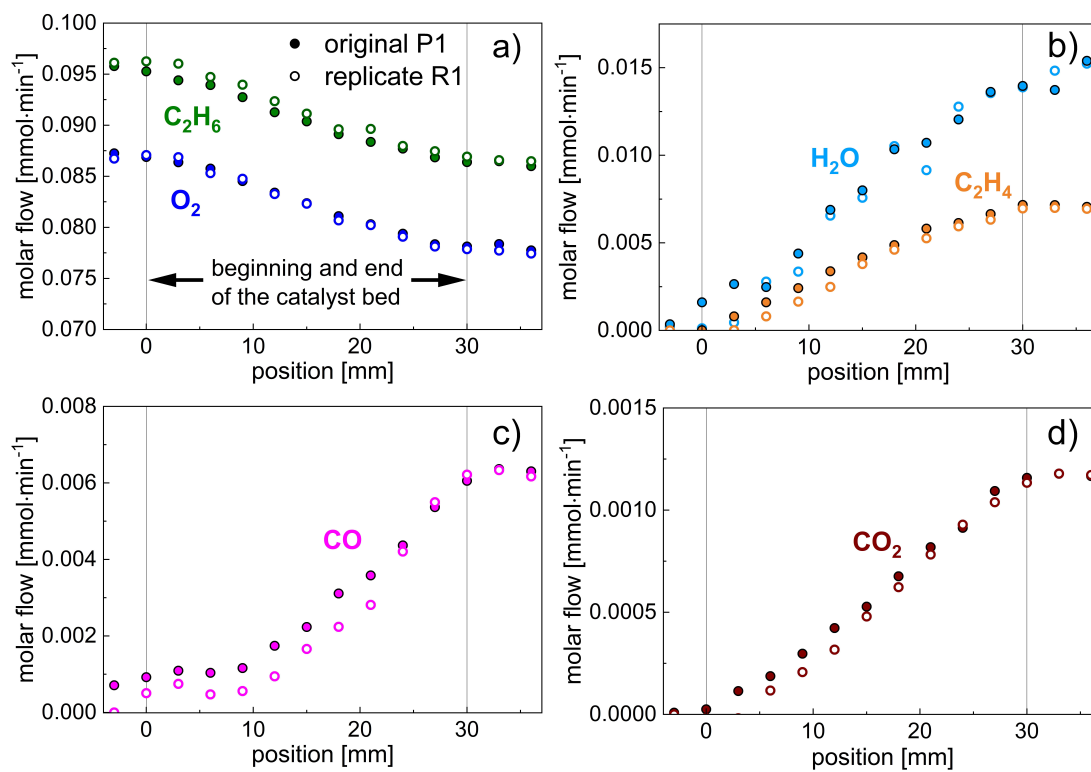 a)
original P1
replicate R1
C₂H₆
O₂
beginning and end
of the catalyst bed
molar flow [mmol·min⁻¹]
0.100
0.095
0.090
0.085
0.080
0.075
0.070
0 10 20 30
position [mm]
b)
H₂O
C₂H₄
molar flow [mmol·min⁻¹]
0.015
0.010
0.005
0.000
0 10 20 30
position [mm]
c)
CO
molar flow [mmol·min⁻¹]
0.008
0.006
0.004
0.002
0.000
0 10 20 30
position [mm]
d)
CO₂
molar flow [mmol·min⁻¹]
0.0015
0.0010
0.0005
0.0000
0 10 20 30
position [mm]